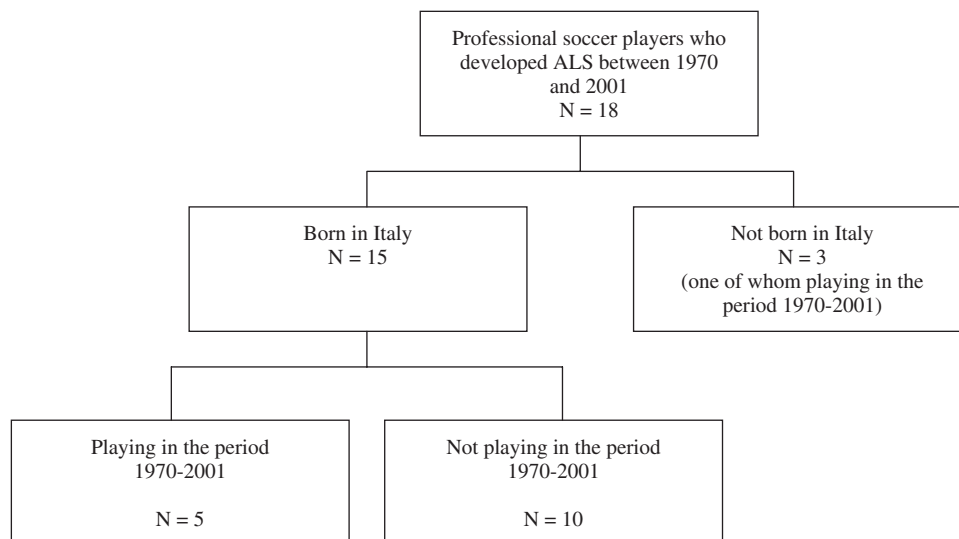 Professional soccer players who
developed ALS between 1970
and 2001
N = 18
Born in Italy
N = 15
Not born in Italy
N = 3
(one of whom playing in the
period 1970-2001)
Playing in the period
1970-2001
N = 5
Not playing in the period
1970-2001
N = 10